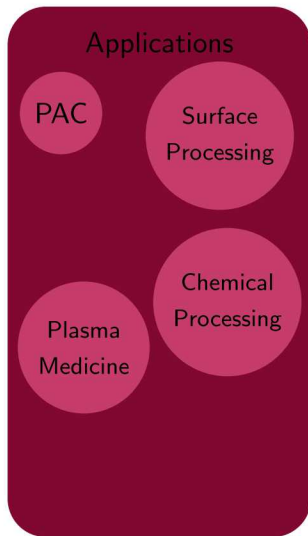 Applications
PAC
Surface
Processing
Chemical
Processing
Plasma
Medicine